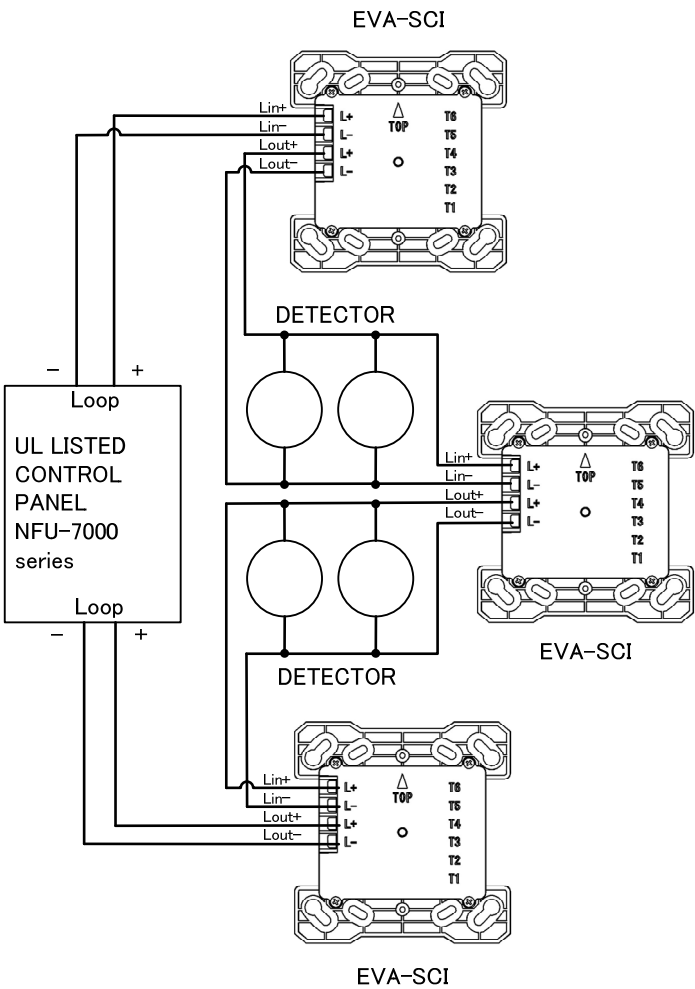 EVA-SCI
Lin+
Lin-
Lout+
Lout-
L+
L-
L+
L-
TOP
T6
T5
T4
T3
T2
T1
DETECTOR
- +
Loop
UL LISTED
CONTROL
PANEL
NFU-7000
series
Loop
- +
Lin+
Lin-
Lout+
Lout-
L+
L-
L+
L-
TOP
T6
T5
T4
T3
T2
T1
EVA-SCI
DETECTOR
Lin+
Lin-
Lout+
Lout-
L+
L-
L+
L-
TOP
T6
T5
T4
T3
T2
T1
EVA-SCI